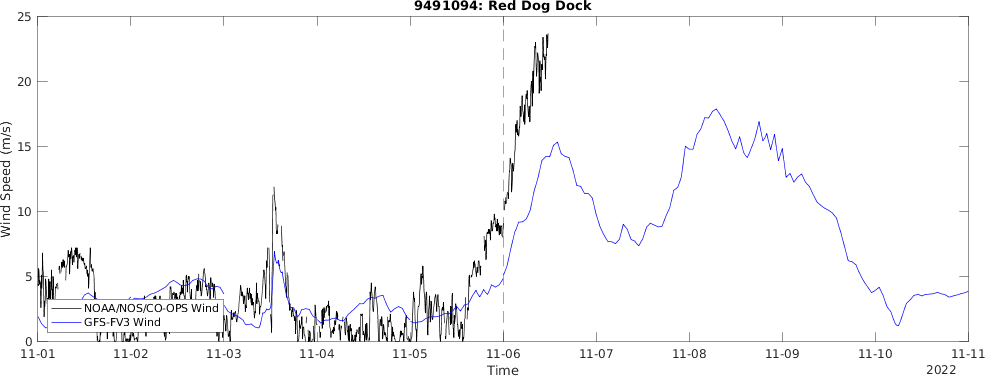 9491094: Red Dog Dock
25
20
15
10
5
0
Wind Speed (m/s)
NOAA/NOS/CO-OPS Wind
GFS-FV3 Wind
11-01 11-02 11-03 11-04 11-05 11-06 11-07 11-08 11-09 11-10 11-11
Time
2022